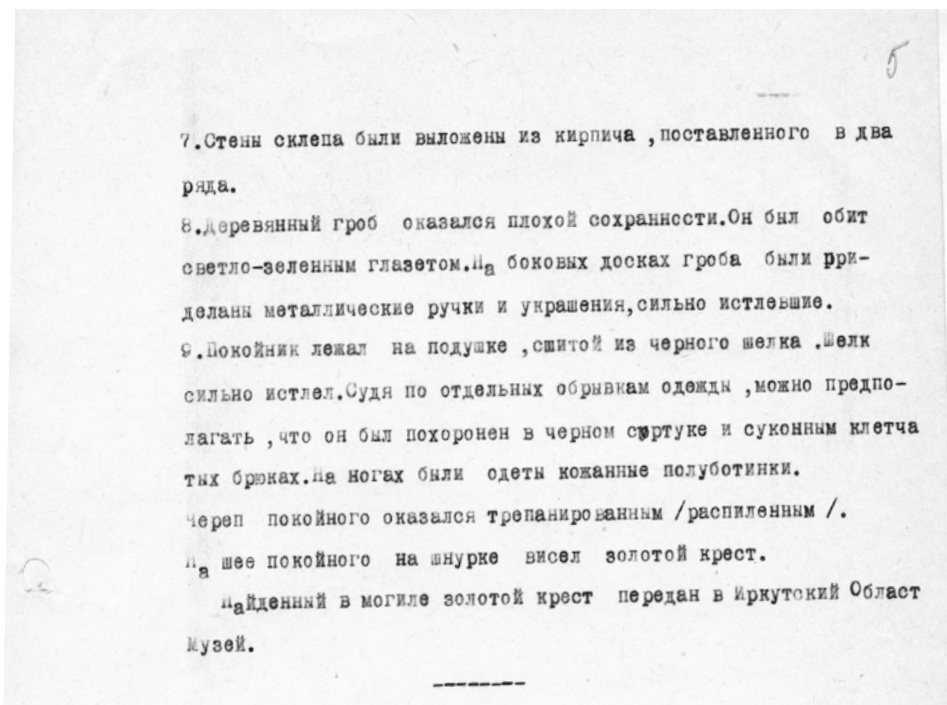 5
7.Стены склепа были выложены из кирпича ,поставленного в два
ряда.
8.Деревянный гроб оказался плохой сохранности.Он был обит
светло-зеленным глазетом.На боковых досках гроба были при-
деланы металлические ручки и украшения,сильно истлевшие.
9.Покойник лежал на подушке ,сшитой из черного шелка .Шелк
сильно истлел.Судя по отдельных обрывкам одежды ,можно предпо-
лагать ,что он был похоронен в черном сюртуке и суконным клетча
тых брюках.На ногах были одеты кожанные полуботинки.
Череп покойного оказался трепанированным /распиленным /.
На шее покойного на шнурке висел золотой крест.
Найденный в могиле золотой крест передан в Иркутский Област
Музей.